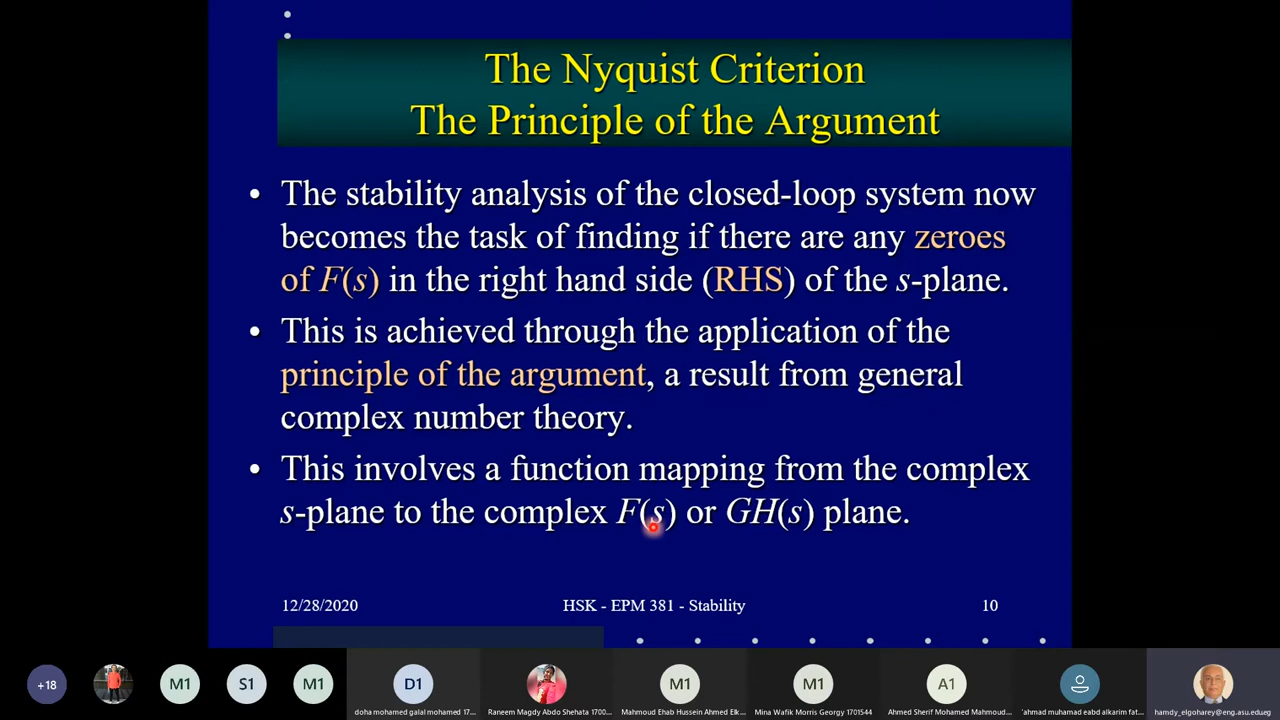 The Nyquist Criterion
The Principle of the Argument
• The stability analysis of the closed-loop system now
becomes the task of finding if there are any zeroes
of F(s) in the right hand side (RHS) of the s-plane.
• This is achieved through the application of the
principle of the argument, a result from general
complex number theory.
• This involves a function mapping from the complex
s-plane to the complex F(s) or GH(s) plane.
12/28/2020 HSK - EPM 381 - Stability 10
+18 M1 S1 M1 D1 M1 M1 A1
doha mohamed galal mohamed 17... Raneem Magdy Abdo Shehata 1700... Mahmoud Ehab Hussein Ahmed Elk... Mina Wafik Morris Georgy 1701544 Ahmed Sherif Mohamed Mahmoud... 'ahmad muhamad eabd alkarim fat... hamdy_elgoharey@eng.asu.edu.eg